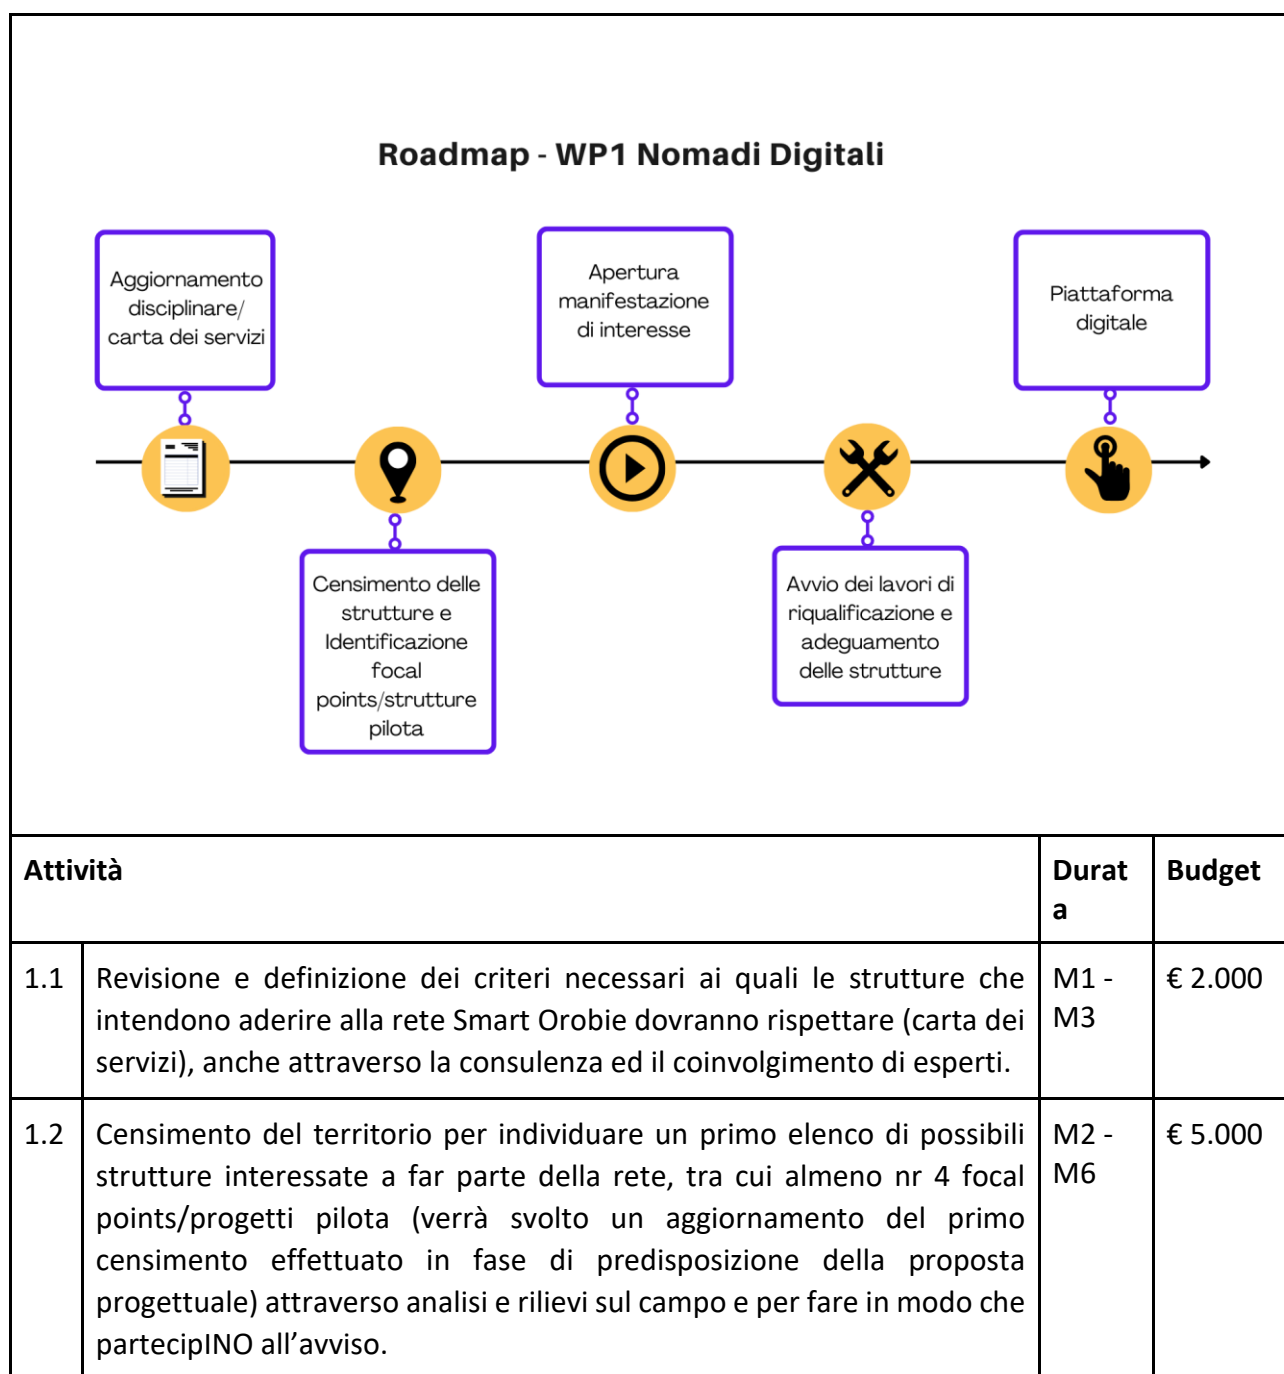 Roadmap - WP1 Nomadi Digitali
Aggiornamento
disciplinare/
carta dei servizi
Censimento delle
strutture e
Identificazione
focal
points/strutture
pilota
Apertura
manifestazione
di interesse
Avvio dei lavori di
riqualificazione e
adeguamento
delle strutture
Piattaforma
digitale
Attività
Durat
a
Budget
1.1
Revisione e definizione dei criteri necessari ai quali le strutture che
intendono aderire alla rete Smart Orobie dovranno rispettare (carta dei
servizi), anche attraverso la consulenza ed il coinvolgimento di esperti.
M1 -
M3
€ 2.000
1.2
Censimento del territorio per individuare un primo elenco di possibili
strutture interessate a far parte della rete, tra cui almeno nr 4 focal
points/progetti pilota (verrà svolto un aggiornamento del primo
censimento effettuato in fase di predisposizione della proposta
progettuale) attraverso analisi e rilievi sul campo e per fare in modo che
partecipINO all’avviso.
M2 -
M6
€ 5.000